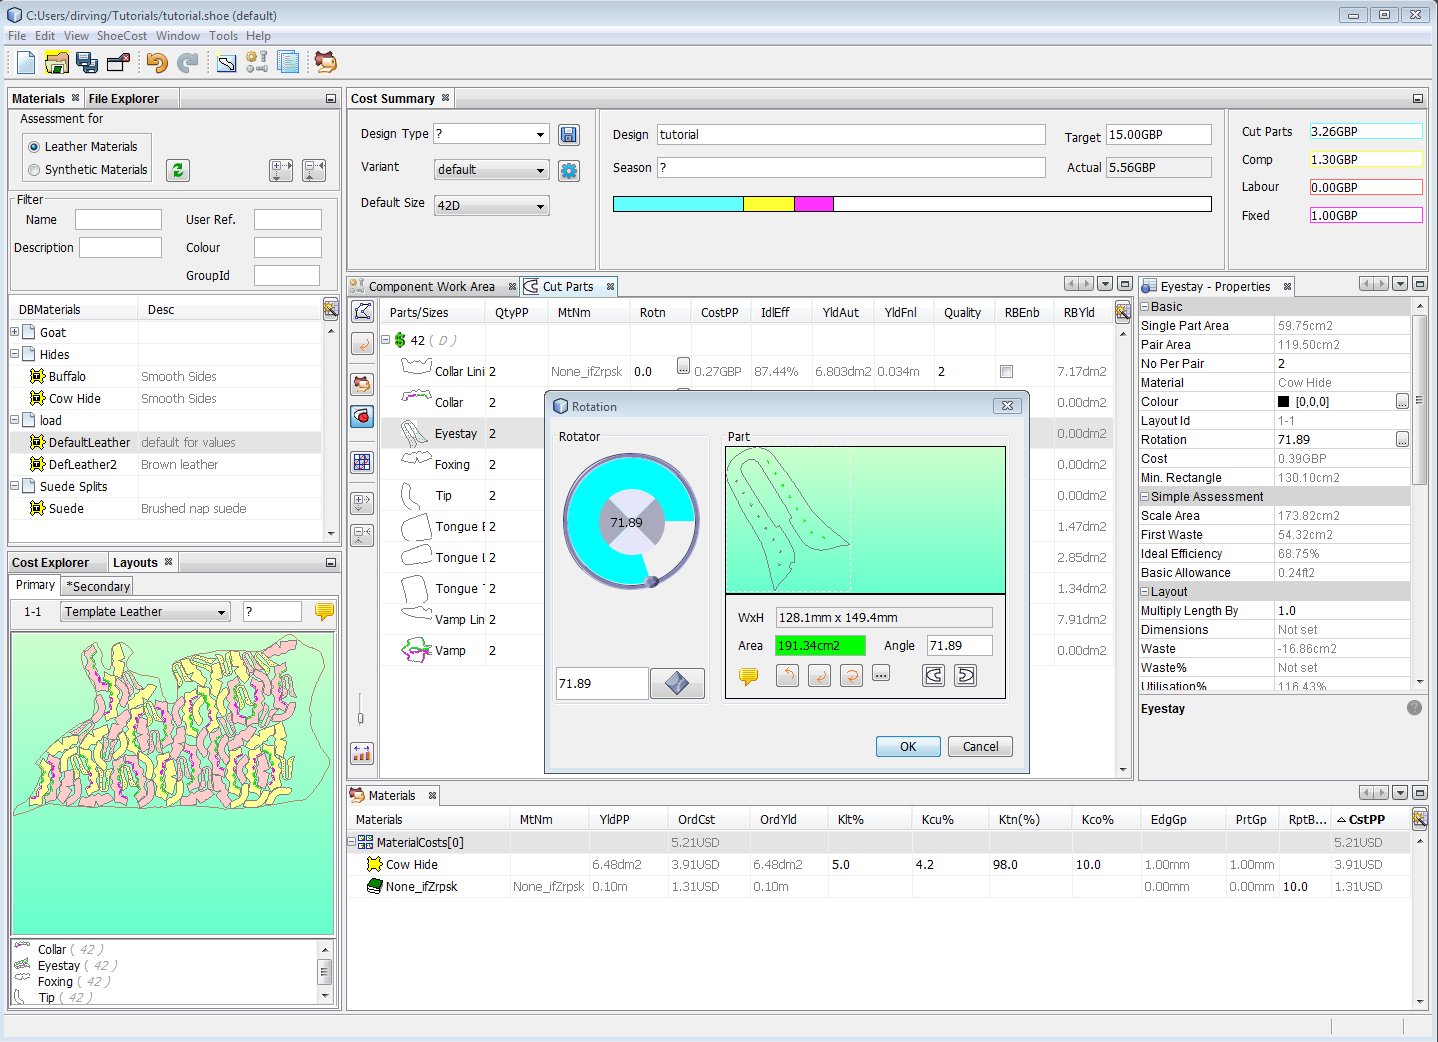 C:Users/dirving/Tutorials/tutorial.shoe (default)
File Edit View ShoeCost Window Tools Help
Materials File Explorer
Assessment for
Leather Materials
Synthetic Materials
Filter
Name User Ref.
Description Colour
GroupId
DBMaterials Desc
Goat
Hides
Buffalo Smooth Sides
Cow Hide Smooth Sides
load
DefaultLeather default for values
DefLeather2 Brown leather
Suede Splits
Suede Brushed nap suede
Cost Explorer Layouts
Primary *Secondary
1-1 Template Leather ?
Collar ( 42 )
Eyestay ( 42 )
Foxing ( 42 )
Tip ( 42 )
Cost Summary
Design Type ?
Variant default
Default Size 42D
Design tutorial
Season ?
Target 15.00GBP
Actual 5.56GBP
Cut Parts 3.26GBP
Comp 1.30GBP
Labour 0.00GBP
Fixed 1.00GBP
Component Work Area Cut Parts
Parts/Sizes QtyPP MtNm Rotn CostPP IdlEff YldAut YldFnl Quality RBEnb RBYld
42 ( D )
Collar Lini 2 None_ifZrpsk 0.0 ... 0.27GBP 87.44% 6.803dm2 0.034m 2 7.17dm2
Collar 2 0.00dm2
Eyestay 2 0.00dm2
Foxing 2 0.00dm2
Tip 2 0.00dm2
Tongue E 2 1.47dm2
Tongue L 2 2.85dm2
Tongue T 2 1.34dm2
Vamp Lin 2 7.91dm2
Vamp 2 0.00dm2
Rotation
Rotator
71.89
71.89
Part
WxH 128.1mm x 149.4mm
Area 191.34cm2 Angle 71.89
...
OK Cancel
Eyestay - Properties
Basic
Single Part Area 59.75cm2
Pair Area 119.50cm2
No Per Pair 2
Material Cow Hide
Colour [0,0,0] ...
Layout Id 1-1
Rotation 71.89 ...
Cost 0.39GBP
Min. Rectangle 130.10cm2
Simple Assessment
Scale Area 173.82cm2
First Waste 54.32cm2
Ideal Efficiency 68.75%
Basic Allowance 0.24ft2
Layout
Multiply Length By 1.0
Dimensions Not set
Waste -16.86cm2
Waste% Not set
Utilisation% 116.43%
Eyestay
?
Materials
Materials MtNm YldPP OrdCst OrdYld Klt% Kcu% Ktn(%) Kco% EdgGp PrtGp RptB... CstPP
MaterialCosts[0] 5.21USD 5.21USD
Cow Hide 6.48dm2 3.91USD 6.48dm2 5.0 4.2 98.0 10.0 1.00mm 1.00mm 3.91USD
None_ifZrpsk None_ifZrpsk 0.10m 1.31USD 0.10m 0.00mm 0.00mm 10.0 1.31USD